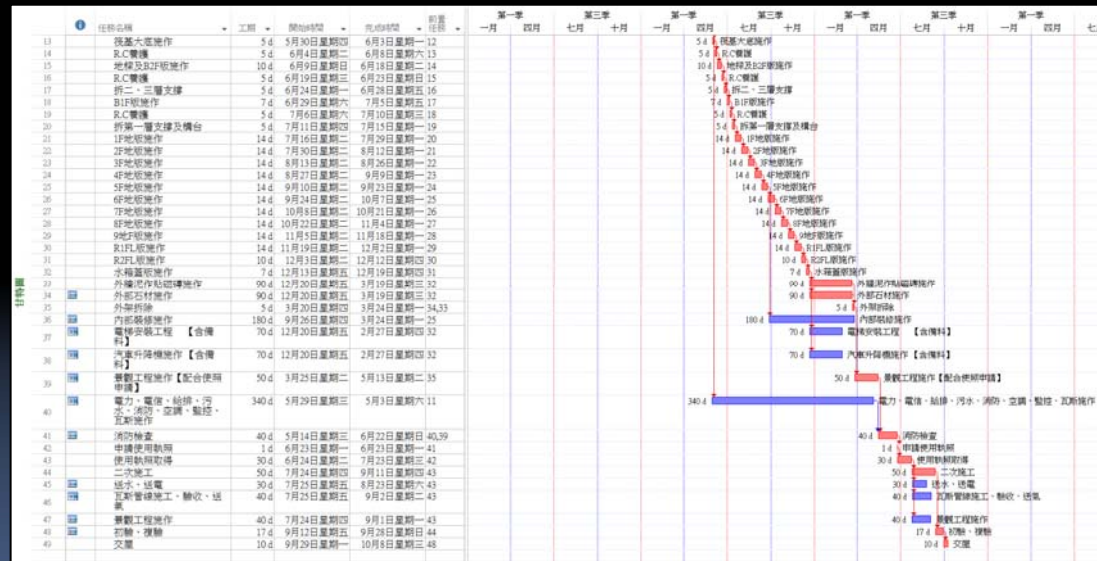 任務名稱 工期 開始時間 完成時間 前置任務
第一季 第三季 第一季 第三季 第一季 第三季 第一季
一月 四月 七月 十月 一月 四月 七月 十月 一月 四月 七月 十月 一月 四月
甘特圖
13 筏基大底施作 5 d 5月30日星期四 6月3日星期一 12
14 R.C養護 5 d 6月4日星期二 6月8日星期六 13
15 地樑及B2F版施作 10 d 6月9日星期日 6月18日星期二 14
16 R.C養護 5 d 6月19日星期三 6月23日星期日 15
17 拆二、三層支撐 5 d 6月24日星期一 6月28日星期五 16
18 B1F版施作 7 d 6月29日星期六 7月5日星期五 17
19 R.C養護 5 d 7月6日星期六 7月10日星期三 18
20 拆第一層支撐及構台 5 d 7月11日星期四 7月15日星期一 19
21 1F地版施作 14 d 7月16日星期二 7月29日星期一 20
22 2F地版施作 14 d 7月30日星期二 8月12日星期一 21
23 3F地版施作 14 d 8月13日星期二 8月26日星期一 22
24 4F地版施作 14 d 8月27日星期二 9月9日星期一 23
25 5F地版施作 14 d 9月10日星期二 9月23日星期一 24
26 6F地版施作 14 d 9月24日星期二 10月7日星期一 25
27 7F地版施作 14 d 10月8日星期二 10月21日星期一 26
28 8F地版施作 14 d 10月22日星期二 11月4日星期一 27
29 9地F版施作 14 d 11月5日星期二 11月18日星期一 28
30 R1FL版施作 14 d 11月19日星期二 12月2日星期一 29
31 R2FL版施作 10 d 12月3日星期二 12月12日星期四 30
32 水箱蓋版施作 7 d 12月13日星期五 12月19日星期四 31
33 外牆泥作貼磁磚施作 90 d 12月20日星期五 3月19日星期三 32
34 外部石材施作 90 d 12月20日星期五 3月19日星期三 32
35 外架拆除 5 d 3月20日星期四 3月24日星期一 34,33
36 內部裝修施作 180 d 9月26日星期四 3月24日星期一 25
37 電梯安裝工程 【含備料】 70 d 12月20日星期五 2月27日星期四 32
38 汽車升降機施作【含備料】 70 d 12月20日星期五 2月27日星期四 32
39 景觀工程施作【配合使照申請】 50 d 3月25日星期二 5月13日星期二 35
40 電力、電信、給排、污水、消防、空調、監控、瓦斯施作 340 d 5月29日星期三 5月3日星期六 11
41 消防檢查 40 d 5月14日星期三 6月22日星期日 40,39
42 申請使用執照 1 d 6月23日星期一 6月23日星期一 41
43 使用執照取得 30 d 6月24日星期二 7月23日星期三 42
44 二次施工 50 d 7月24日星期四 9月11日星期四 43
45 送水、送電 30 d 7月25日星期五 8月23日星期六 43
46 瓦斯管線施工、驗收、送氣 40 d 7月25日星期五 9月2日星期二 43
47 景觀工程施作 40 d 7月24日星期四 9月1日星期一 43
48 初驗、複驗 17 d 9月12日星期五 9月28日星期日 44
49 交屋 10 d 9月29日星期一 10月8日星期三 48